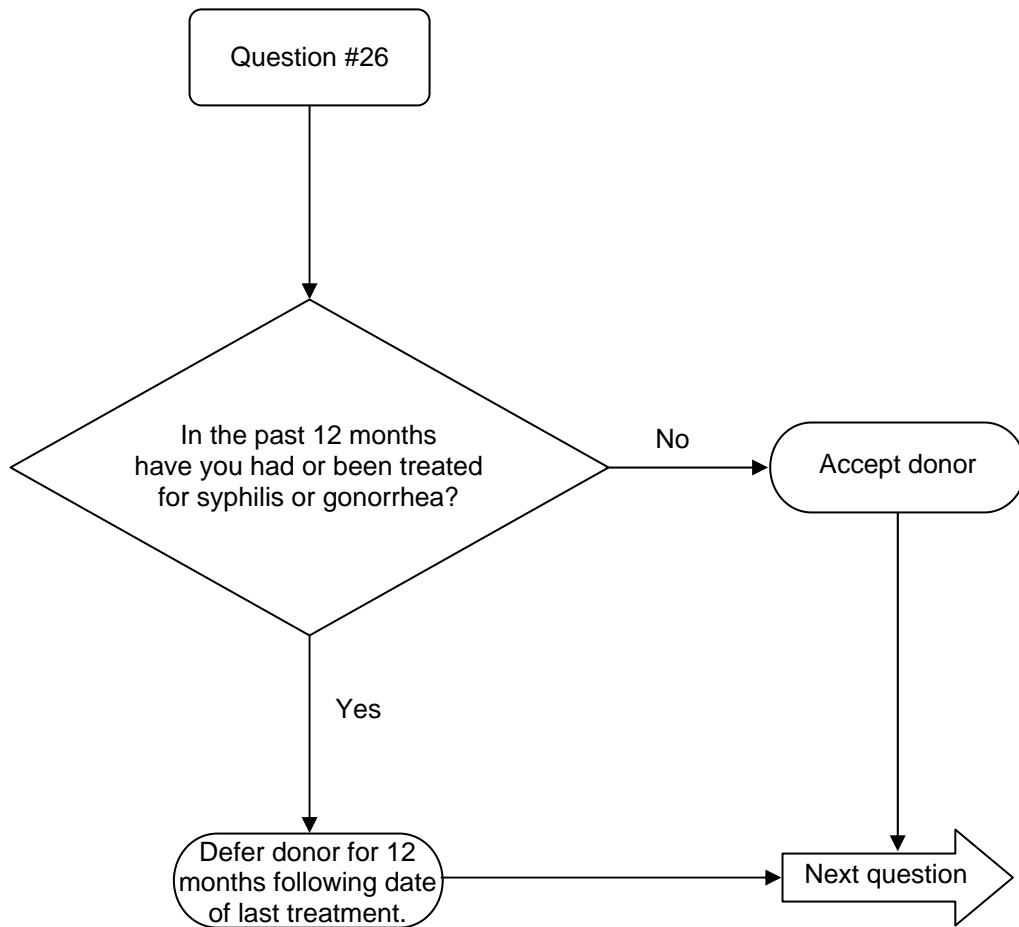 Question #26
In the past 12 months
have you had or been treated
for syphilis or gonorrhea?
No
Accept donor
Yes
Defer donor for 12
months following date
of last treatment.
Next question